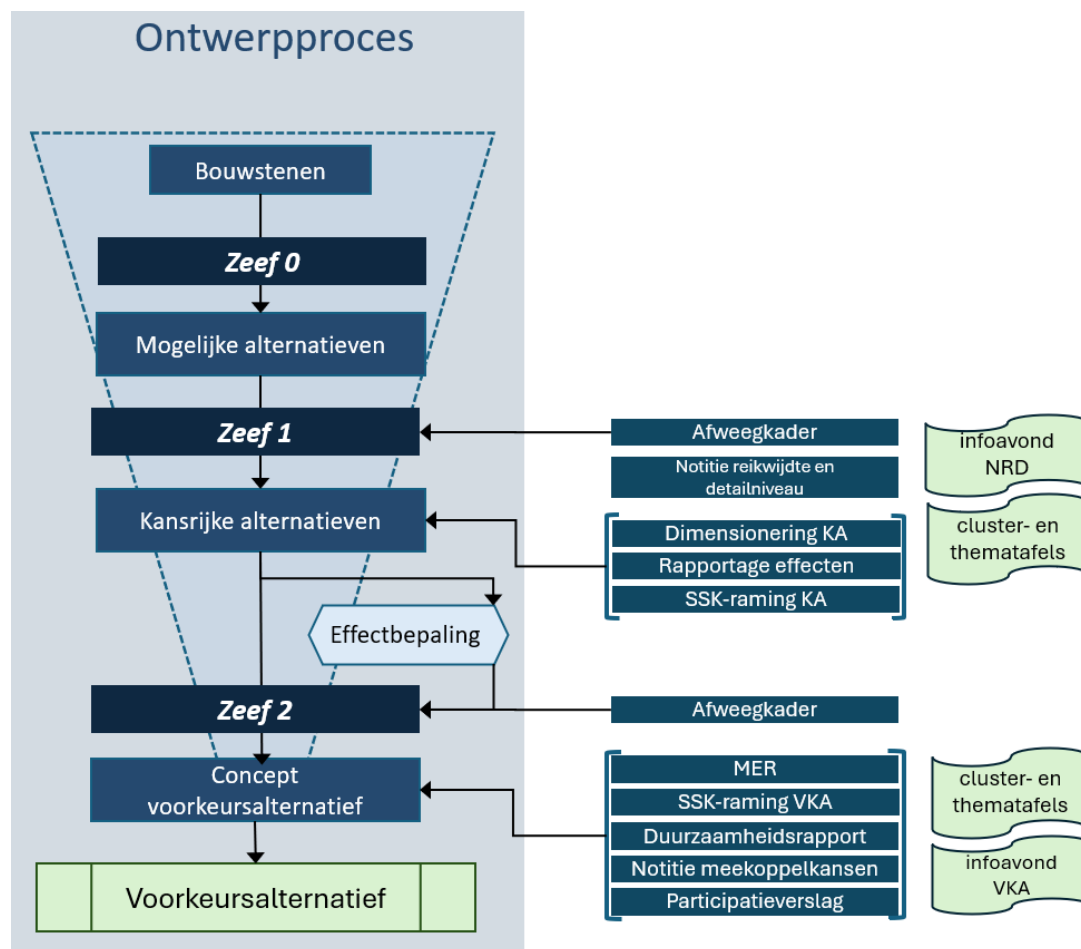 Ontwerpproces
Bouwstenen
Zeef 0
Mogelijke alternatieven
Zeef 1
Kansrijke alternatieven
Effectbepaling
Zeef 2
Concept
voorkeursalternatief
Voorkeursalternatief
Afweegkader
Notitie reikwijdte en
detailniveau
Dimensionering KA
Rapportage effecten
SSK-raming KA
Afweegkader
MER
SSK-raming VKA
Duurzaamheidsrapport
Notitie meekoppelkansen
Participatieverslag
infoavond
NRD
cluster- en
thematafels
cluster- en
thematafels
infoavond
VKA